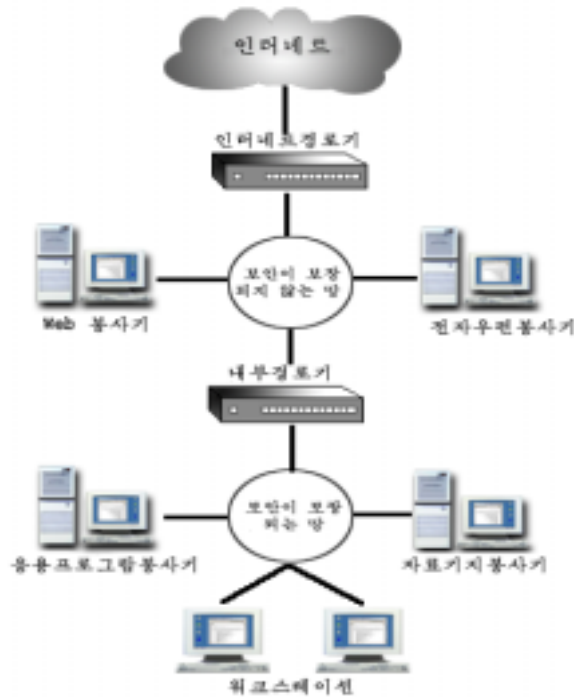 인터네트
인터네트경로기
보안이 보장
되지 않는 망
Web 봉사기
전자우편봉사기
내부경로기
보안이 보장
되는 망
응용프로그람봉사기
자료기지봉사기
워크스테이션